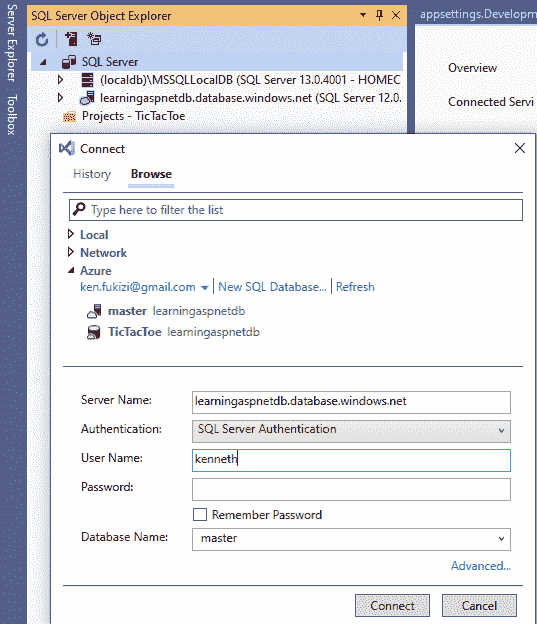 Server Explorer
Toolbox
SQL Server Object Explorer
appsettings.Developm
SQL Server
(localdb)\MSSQLLocalDB (SQL Server 13.0.4001 - HOMEC
learningaspnetdb.database.windows.net (SQL Server 12.0.
Projects - TicTacToe
Overview
Connected Servi
Connect
History Browse
Type here to filter the list
Local
Network
Azure
ken.fukizi@gmail.com New SQL Database... Refresh
master learningaspnetdb
TicTacToe learningaspnetdb
Server Name: learningaspnetdb.database.windows.net
Authentication: SQL Server Authentication
User Name: kenneth
Password:
Remember Password
Database Name: master
Advanced...
Connect Cancel